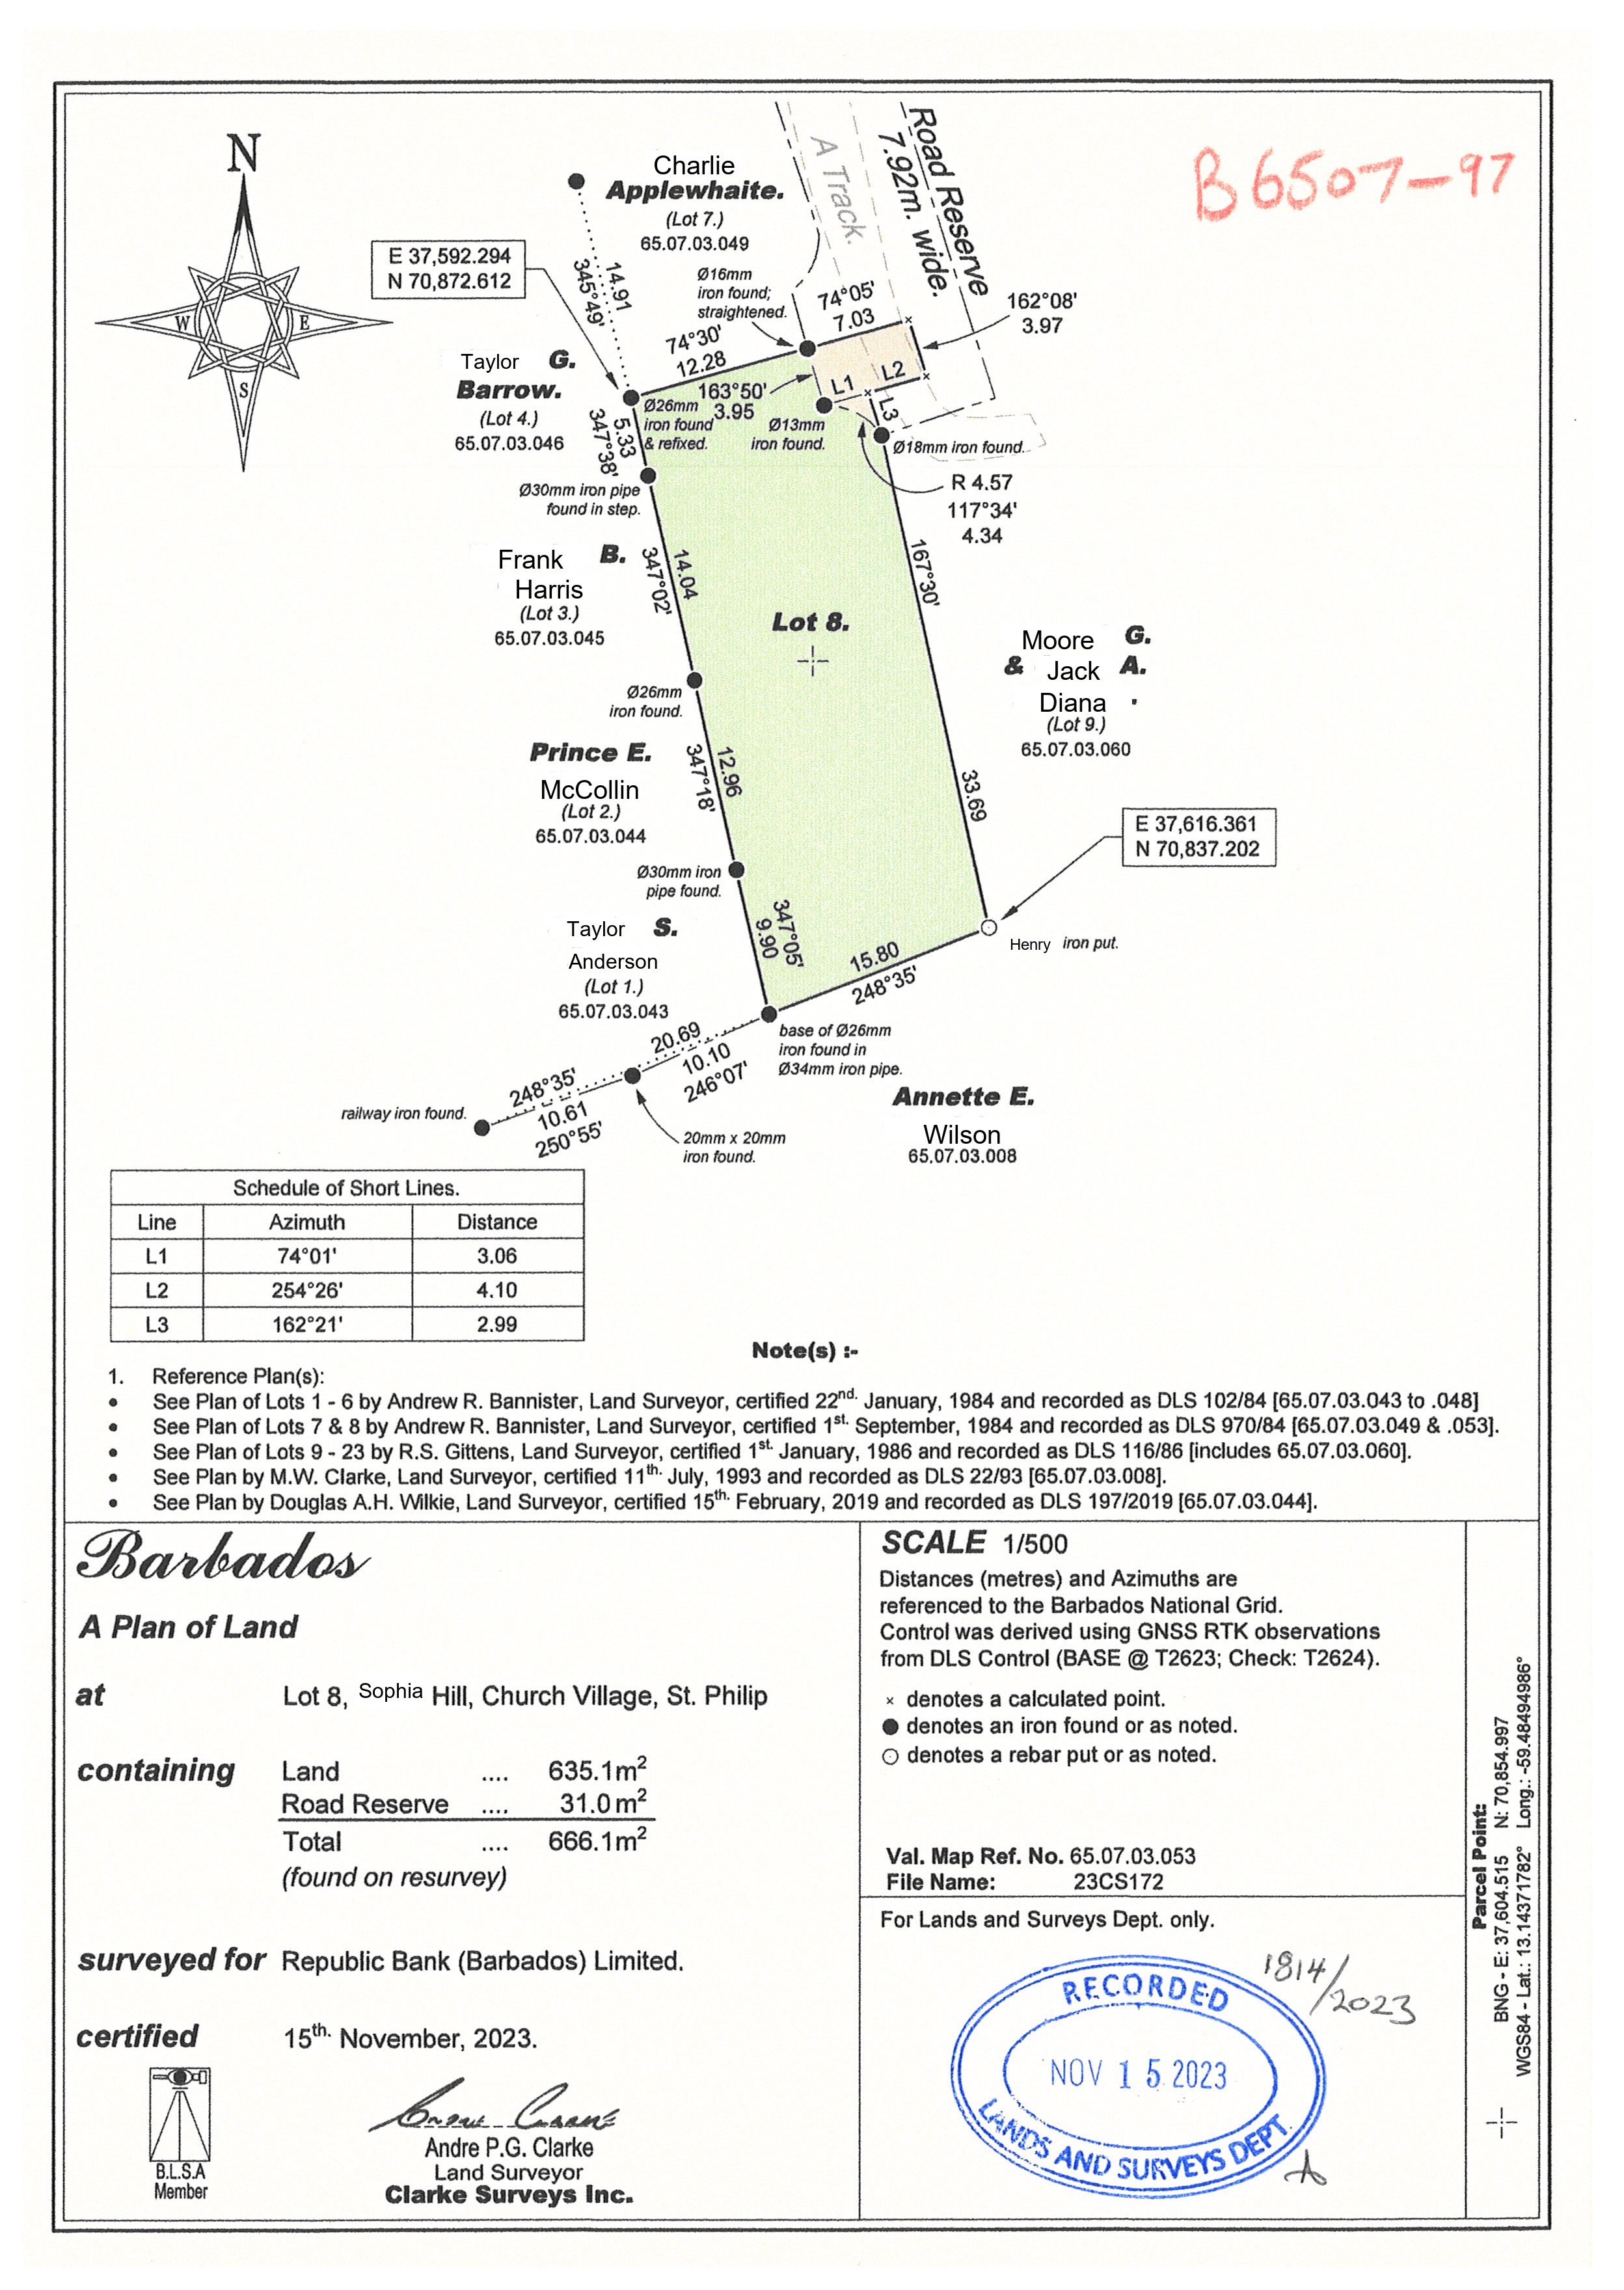 B6507-97
N
W
E
S
Charlie
Applewhaite.
(Lot 7.)
65.07.03.049
A Track.
Road Reserve
7.92m. wide.
E 37,592.294
N 70,872.612
14.91
345°49'
Ø16mm
iron found;
straightened.
74°05'
7.03
162°08'
3.97
74°30'
12.28
Taylor G.
Barrow.
(Lot 4.)
65.07.03.046
163°50'
3.95
L1
L2
L3
Ø26mm
iron found
& refixed.
Ø13mm
iron found.
Ø18mm iron found.
5.33
347°38'
Ø30mm iron pipe
found in step.
R 4.57
117°34'
4.34
Frank B.
Harris
(Lot 3.)
65.07.03.045
14.04
347°02'
167°30'
Lot 8.
Moore G.
& Jack A.
Diana .
(Lot 9.)
65.07.03.060
Ø26mm
iron found.
Prince E.
McCollin
(Lot 2.)
65.07.03.044
12.96
347°18'
33.69
E 37,616.361
N 70,837.202
Ø30mm iron
pipe found.
Taylor S.
Anderson
(Lot 1.)
65.07.03.043
347°05'
9.90
15.80
248°35'
Henry iron put.
base of Ø26mm
iron found in
Ø34mm iron pipe.
20.69
10.10
246°07'
248°35'
10.61
250°55'
railway iron found.
20mm x 20mm
iron found.
Annette E.
Wilson
65.07.03.008
Schedule of Short Lines.
Line Azimuth Distance
L1 74°01' 3.06
L2 254°26' 4.10
L3 162°21' 2.99
Note(s) :-
1. Reference Plan(s):
• See Plan of Lots 1 - 6 by Andrew R. Bannister, Land Surveyor, certified 22nd. January, 1984 and recorded as DLS 102/84 [65.07.03.043 to .048]
• See Plan of Lots 7 & 8 by Andrew R. Bannister, Land Surveyor, certified 1st. September, 1984 and recorded as DLS 970/84 [65.07.03.049 & .053].
• See Plan of Lots 9 - 23 by R.S. Gittens, Land Surveyor, certified 1st. January, 1986 and recorded as DLS 116/86 [includes 65.07.03.060].
• See Plan by M.W. Clarke, Land Surveyor, certified 11th. July, 1993 and recorded as DLS 22/93 [65.07.03.008].
• See Plan by Douglas A.H. Wilkie, Land Surveyor, certified 15th. February, 2019 and recorded as DLS 197/2019 [65.07.03.044].
Barbados
A Plan of Land
at Lot 8, Sophia Hill, Church Village, St. Philip
containing Land .... 635.1m²
Road Reserve .... 31.0m²
Total .... 666.1m²
(found on resurvey)
surveyed for Republic Bank (Barbados) Limited.
certified 15th. November, 2023.
B.L.S.A
Member
Andre P.G. Clarke
Land Surveyor
Clarke Surveys Inc.
SCALE 1/500
Distances (metres) and Azimuths are
referenced to the Barbados National Grid.
Control was derived using GNSS RTK observations
from DLS Control (BASE @ T2623; Check: T2624).
× denotes a calculated point.
denotes an iron found or as noted.
denotes a rebar put or as noted.
Val. Map Ref. No. 65.07.03.053
File Name: 23CS172
For Lands and Surveys Dept. only.
1814/2023
RECORDED
NOV 15 2023
LANDS AND SURVEYS DEPT.
Parcel Point:
BNG - E: 37,604.515 N: 70,854.997
WGS84 - Lat.: 13.14371782° Long.: -59.48494986°